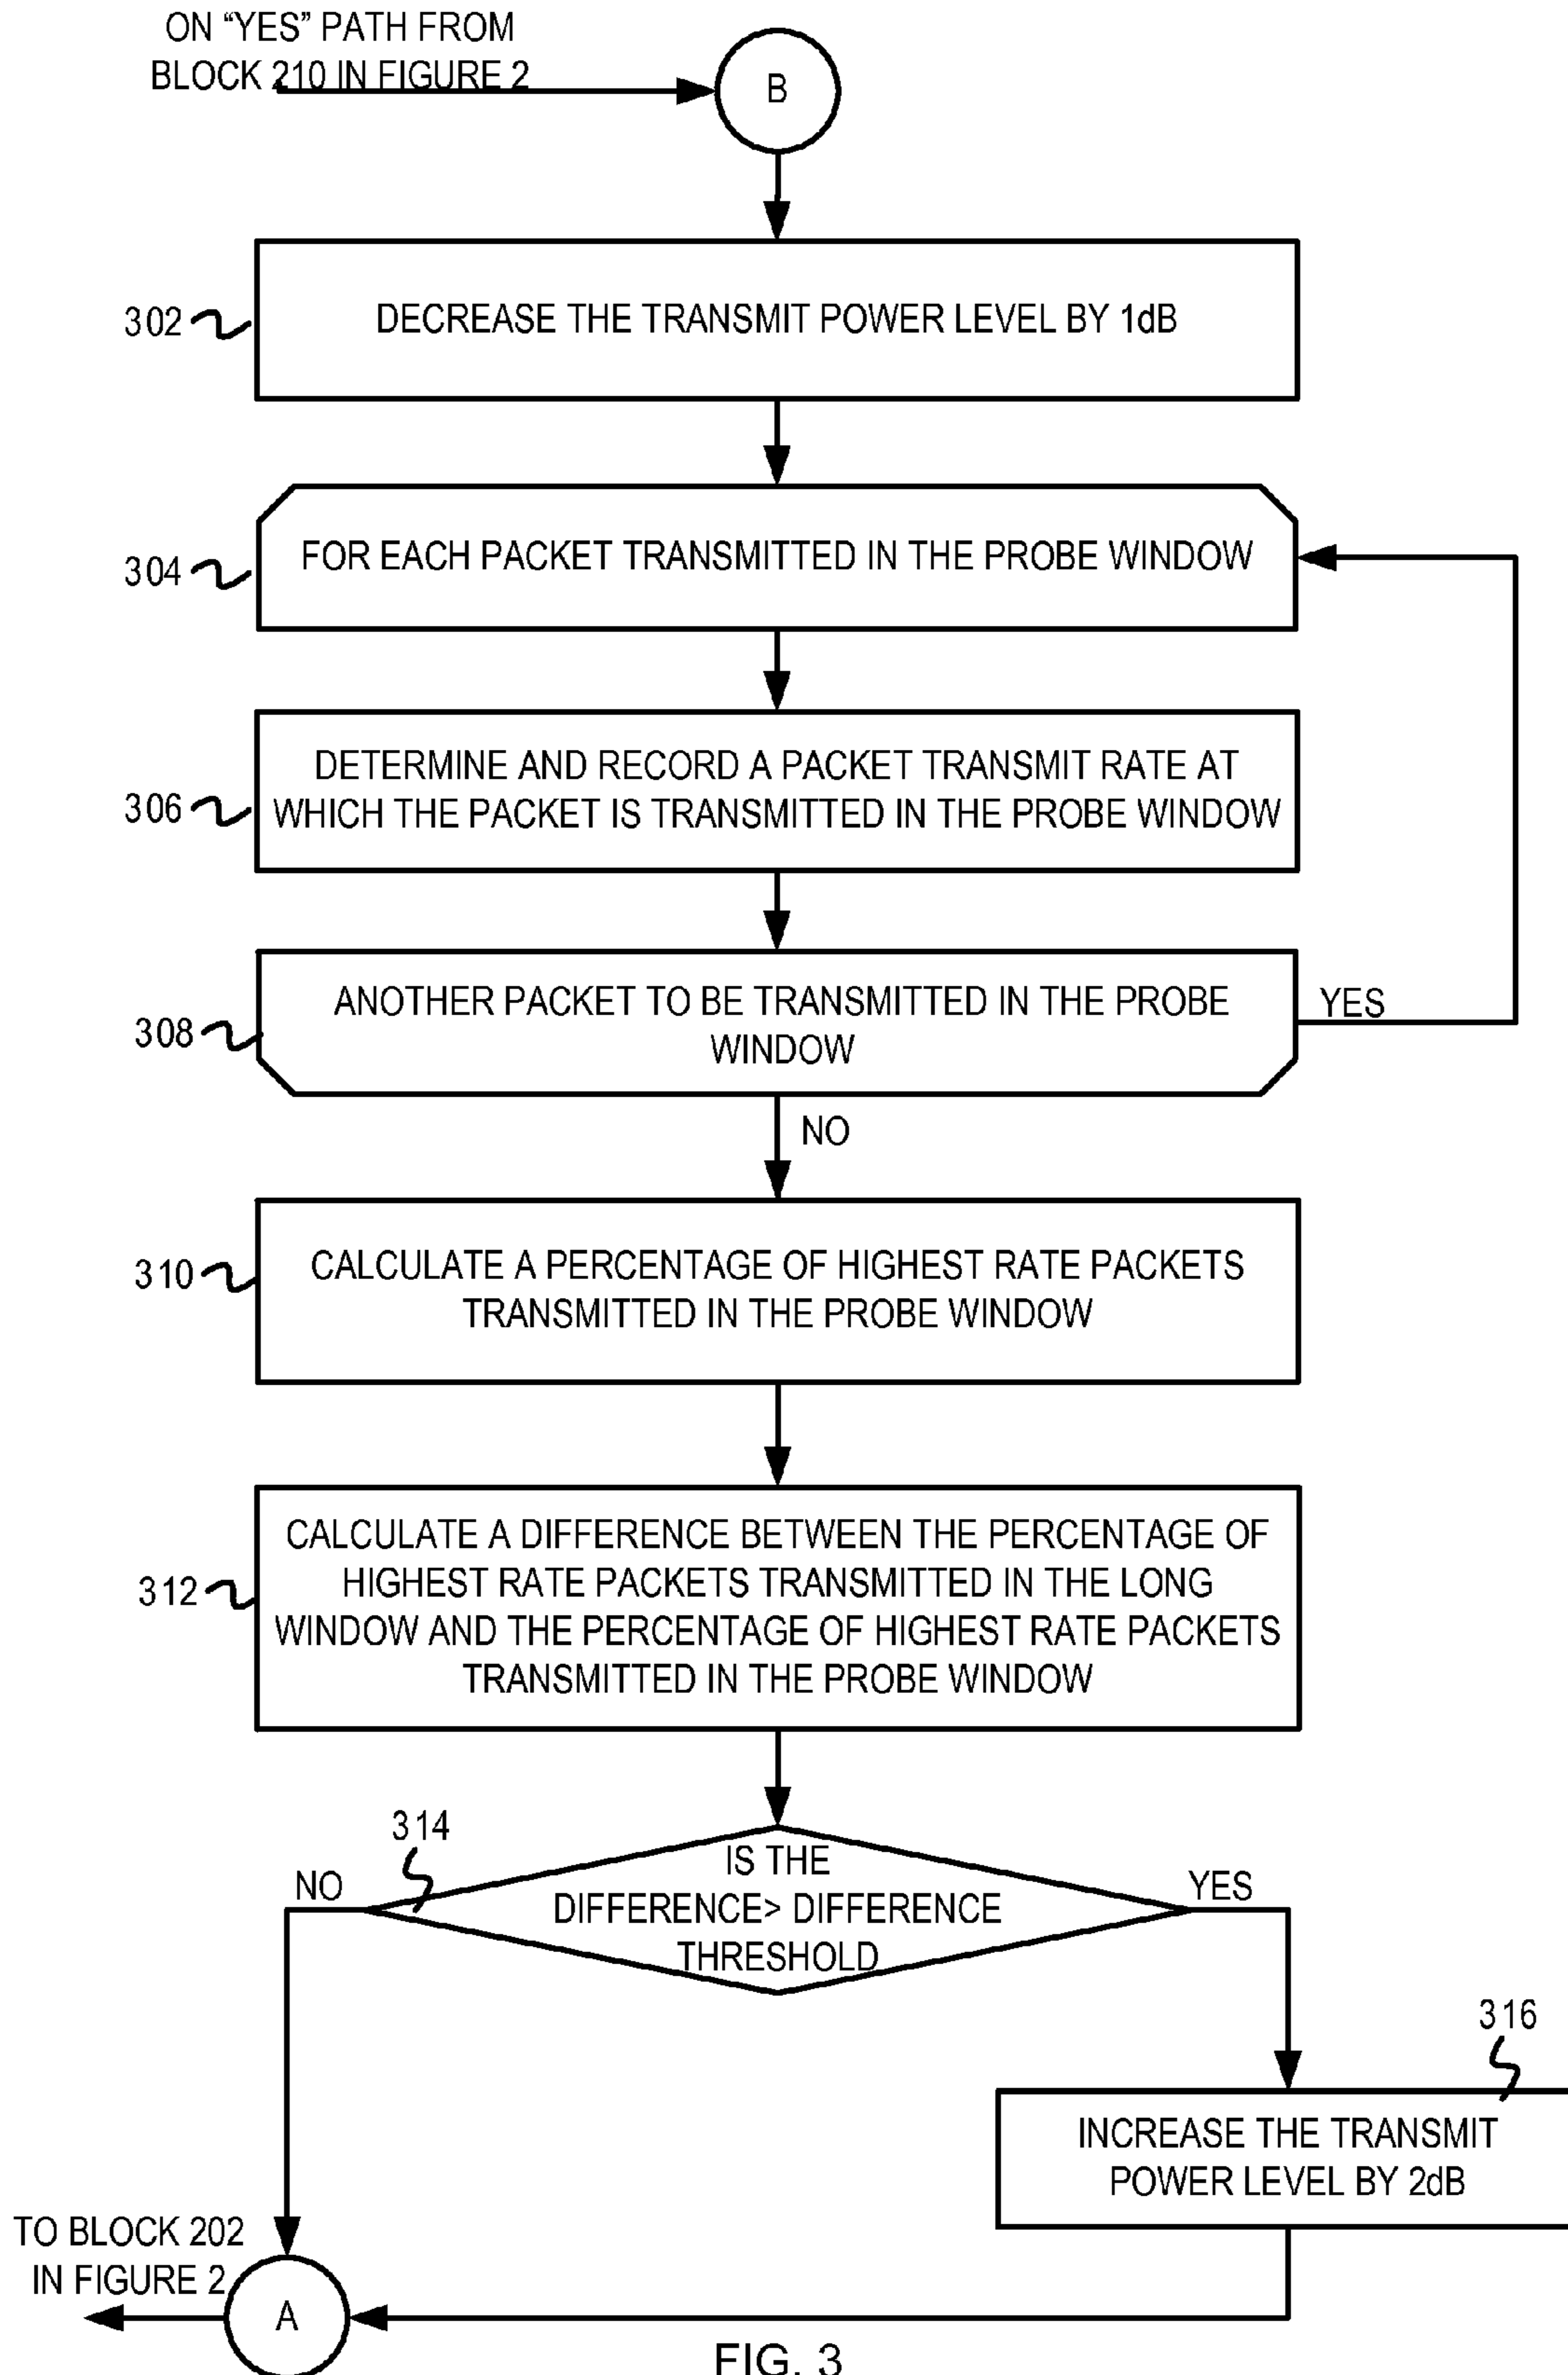 ON “YES” PATH FROM
BLOCK 210 IN FIGURE 2
B
302
DECREASE THE TRANSMIT POWER LEVEL BY 1dB
304
FOR EACH PACKET TRANSMITTED IN THE PROBE WINDOW
306
DETERMINE AND RECORD A PACKET TRANSMIT RATE AT
WHICH THE PACKET IS TRANSMITTED IN THE PROBE WINDOW
308
ANOTHER PACKET TO BE TRANSMITTED IN THE PROBE
WINDOW
YES
NO
310
CALCULATE A PERCENTAGE OF HIGHEST RATE PACKETS
TRANSMITTED IN THE PROBE WINDOW
312
CALCULATE A DIFFERENCE BETWEEN THE PERCENTAGE OF
HIGHEST RATE PACKETS TRANSMITTED IN THE LONG
WINDOW AND THE PERCENTAGE OF HIGHEST RATE PACKETS
TRANSMITTED IN THE PROBE WINDOW
314
IS THE
DIFFERENCE> DIFFERENCE
THRESHOLD
NO
YES
316
INCREASE THE TRANSMIT
POWER LEVEL BY 2dB
TO BLOCK 202
IN FIGURE 2
A
FIG. 3